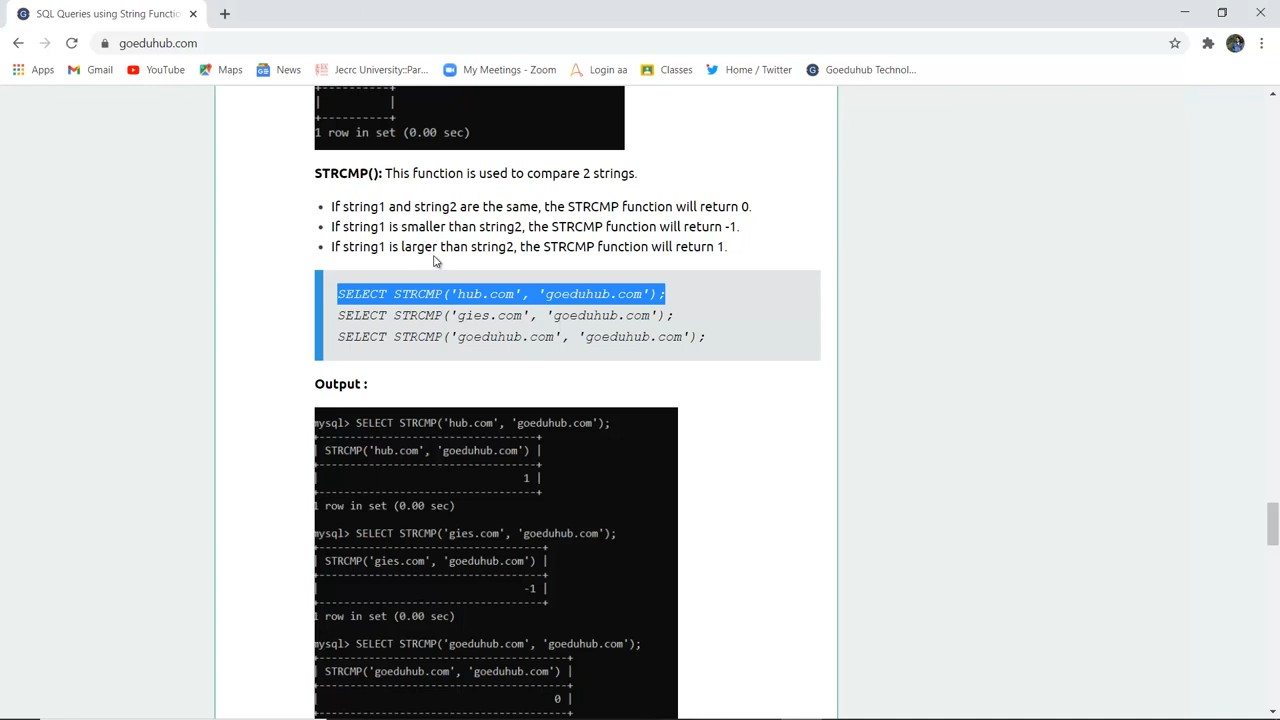 SQL Queries using String Functio
goeduhub.com
Apps Gmail YouTube Maps News Jecrc University::Par... My Meetings - Zoom Login aa Classes Home / Twitter Goeduhub Technol...
1 row in set (0.00 sec)
STRCMP(): This function is used to compare 2 strings.
If string1 and string2 are the same, the STRCMP function will return 0.
If string1 is smaller than string2, the STRCMP function will return -1.
If string1 is larger than string2, the STRCMP function will return 1.
SELECT STRCMP('hub.com', 'goeduhub.com');
SELECT STRCMP('gies.com', 'goeduhub.com');
SELECT STRCMP('goeduhub.com', 'goeduhub.com');
Output :
mysql> SELECT STRCMP('hub.com', 'goeduhub.com');
| STRCMP('hub.com', 'goeduhub.com') |
| 1 |
1 row in set (0.00 sec)
mysql> SELECT STRCMP('gies.com', 'goeduhub.com');
| STRCMP('gies.com', 'goeduhub.com') |
| -1 |
1 row in set (0.00 sec)
mysql> SELECT STRCMP('goeduhub.com', 'goeduhub.com');
| STRCMP('goeduhub.com', 'goeduhub.com') |
| 0 |